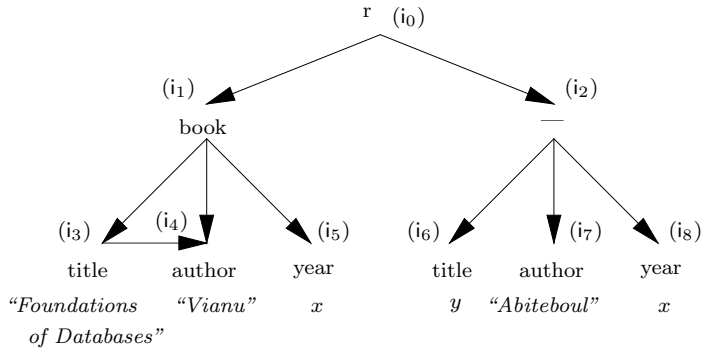 r (i₀)
(i₁) (i₂)
book —
(i₃) (i₄) (i₅) (i₆) (i₇) (i₈)
title author year title author year
“Foundations “Vianu” x y “Abiteboul” x
of Databases”